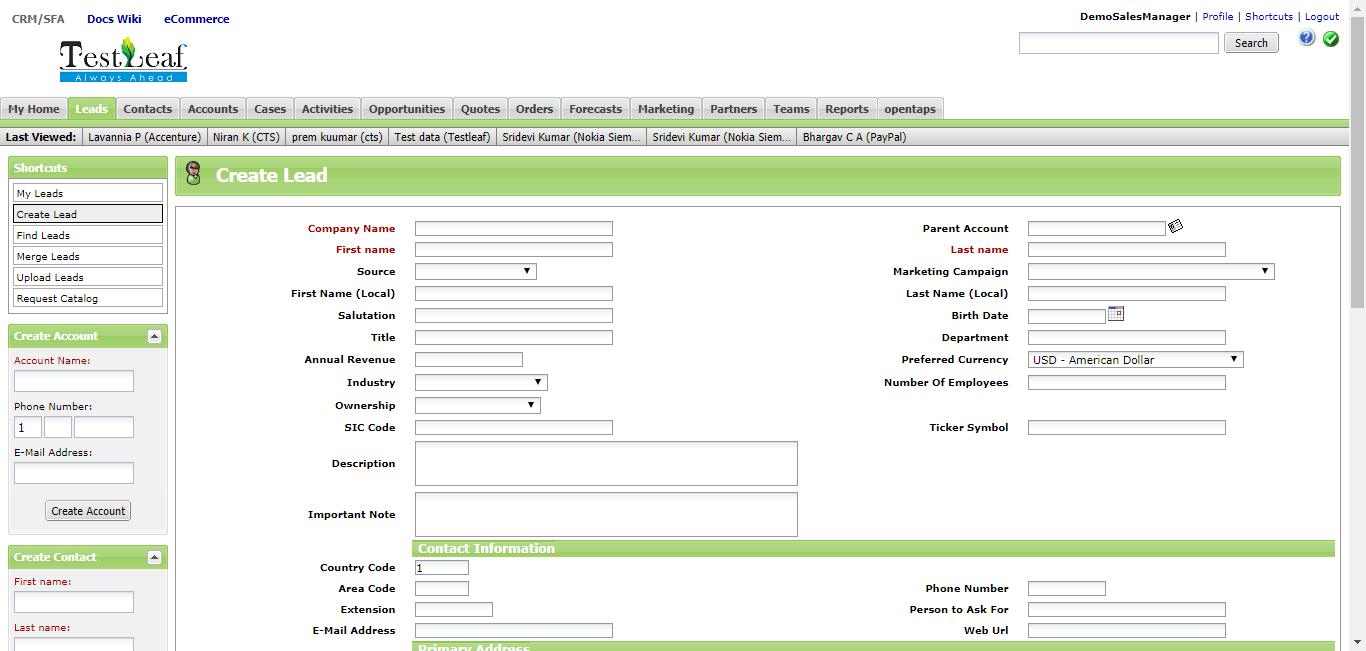 CRM/SFA Docs Wiki eCommerce
DemoSalesManager | Profile | Shortcuts | Logout
Search
TestLeaf
Always Ahead
My Home Leads Contacts Accounts Cases Activities Opportunities Quotes Orders Forecasts Marketing Partners Teams Reports opentaps
Last Viewed: Lavannia P (Accenture) Niran K (CTS) prem kuumar (cts) Test data (Testleaf) Sridevi Kumar (Nokia Siem... Sridevi Kumar (Nokia Siem... Bhargav C A (PayPal)
Shortcuts
My Leads
Create Lead
Find Leads
Merge Leads
Upload Leads
Request Catalog
Create Account
Account Name:
Phone Number:
1
E-Mail Address:
Create Account
Create Contact
First name:
Last name:
Create Lead
Company Name Parent Account
First name Last name
Source Marketing Campaign
First Name (Local) Last Name (Local)
Salutation Birth Date
Title Department
Annual Revenue Preferred Currency USD - American Dollar
Industry Number Of Employees
Ownership
SIC Code Ticker Symbol
Description
Important Note
Contact Information
Country Code 1
Area Code Phone Number
Extension Person to Ask For
E-Mail Address Web Url
Primary Address